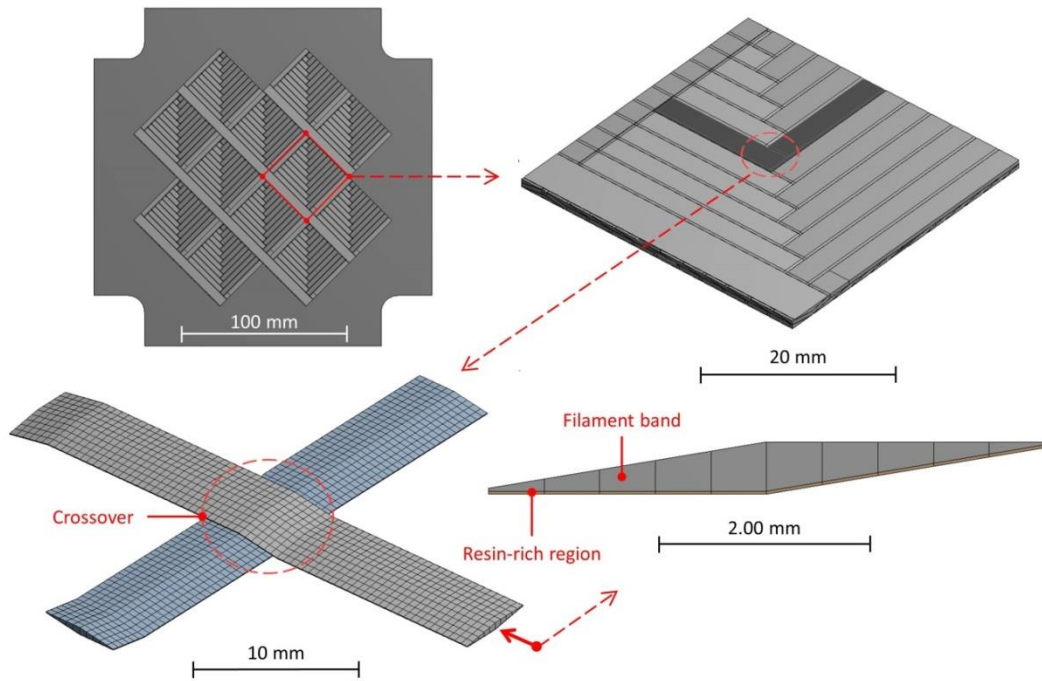 100 mm
20 mm
Filament band
Crossover
2.00 mm
Resin-rich region
10 mm